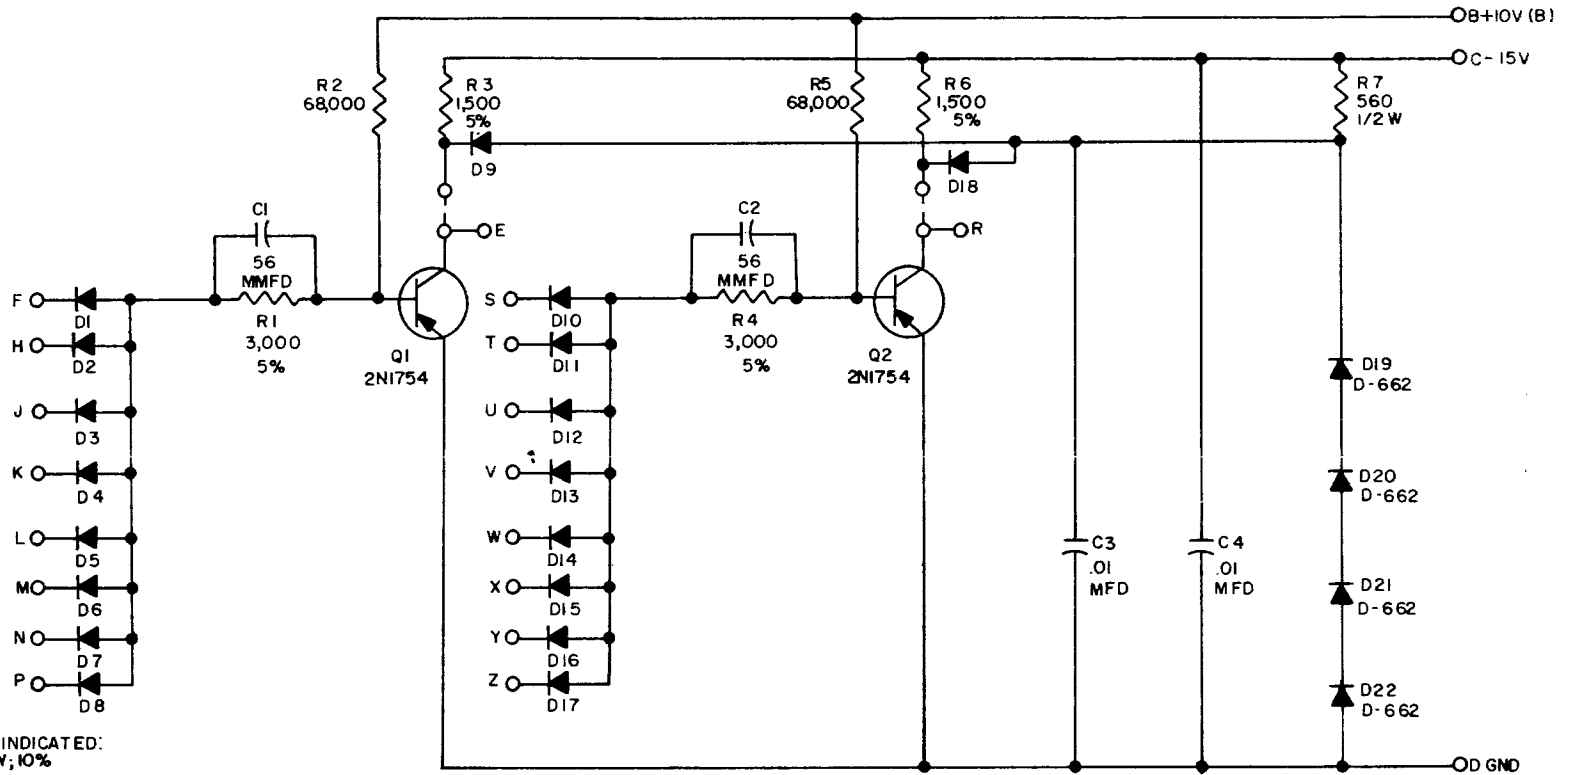 B+10V (B)
C-15V
R2
68,000
R3
1,500
5%
R5
68,000
R6
1,500
5%
R7
560
1/2 W
D9
D18
E
R
C1
56
MMFD
R1
3,000
5%
C2
56
MMFD
R4
3,000
5%
Q1
2N1754
Q2
2N1754
F
D1
H
D2
J
D3
K
D4
L
D5
M
D6
N
D7
P
D8
S
D10
T
D11
U
D12
V
D13
W
D14
X
D15
Y
D16
Z
D17
C3
.01
MFD
C4
.01
MFD
D19
D-662
D20
D-662
D21
D-662
D22
D-662
INDICATED:
; 10%
D GND